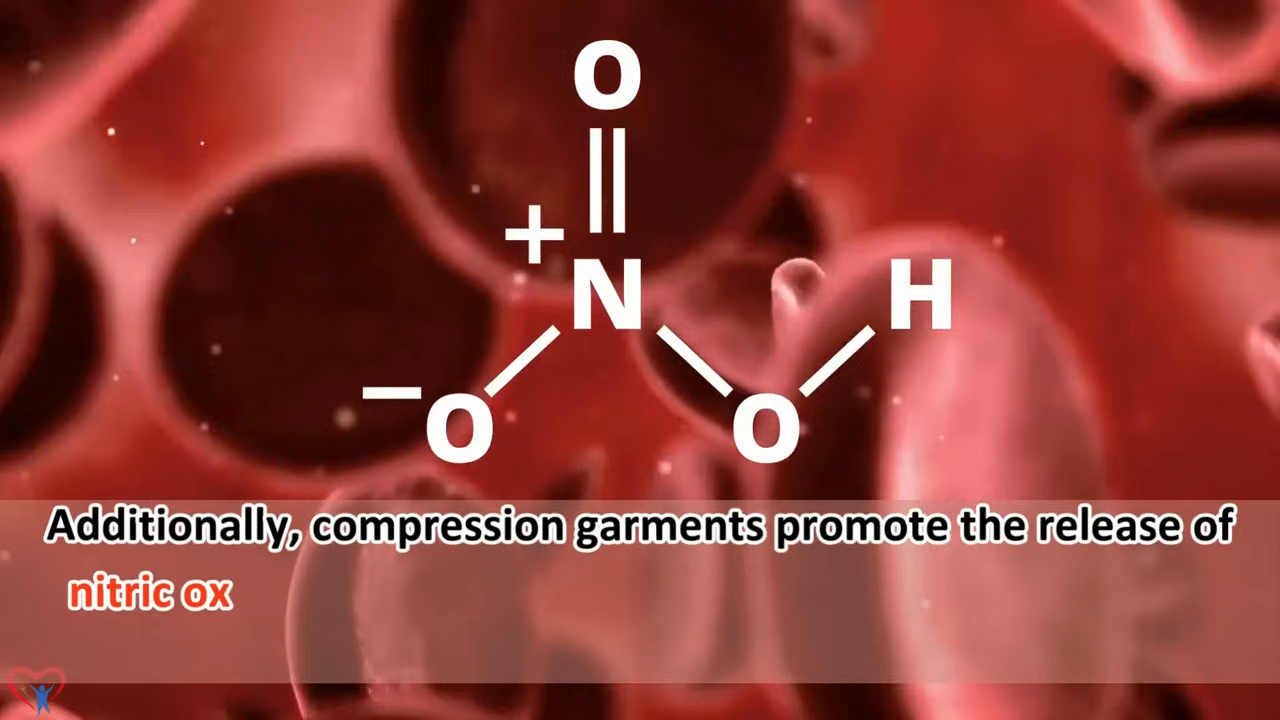 O
+
N
H
− O
O
Additionally, compression garments promote the release of
nitric ox